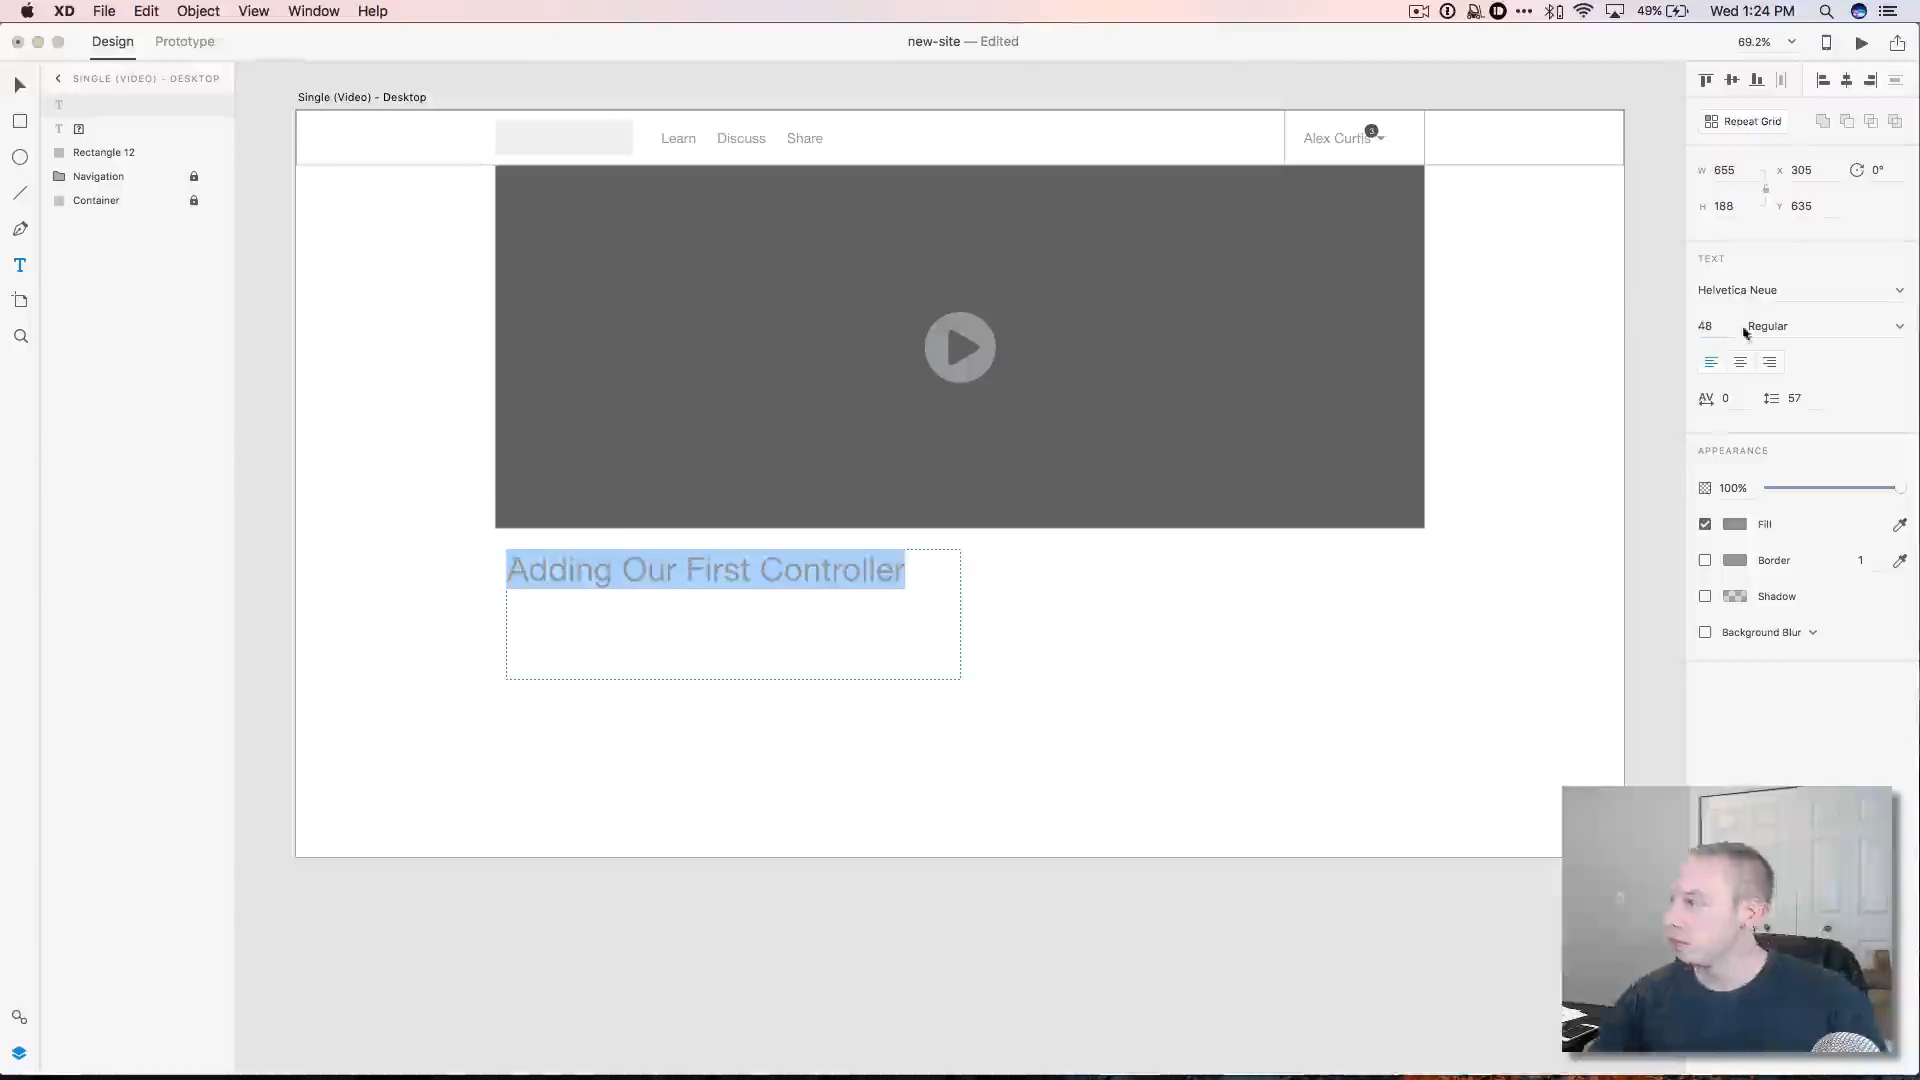 XD File Edit Object View Window Help
49% Wed 1:24 PM
Design Prototype
new-site — Edited
69.2%
SINGLE (VIDEO) - DESKTOP
T
T ?
Rectangle 12
Navigation
Container
Single (Video) - Desktop
Learn Discuss Share
Alex Curtis 3
Adding Our First Controller
Repeat Grid
W 655 X 305 0°
H 188 Y 635
TEXT
Helvetica Neue
48 Regular
AV 0 57
APPEARANCE
100%
Fill
Border 1
Shadow
Background Blur